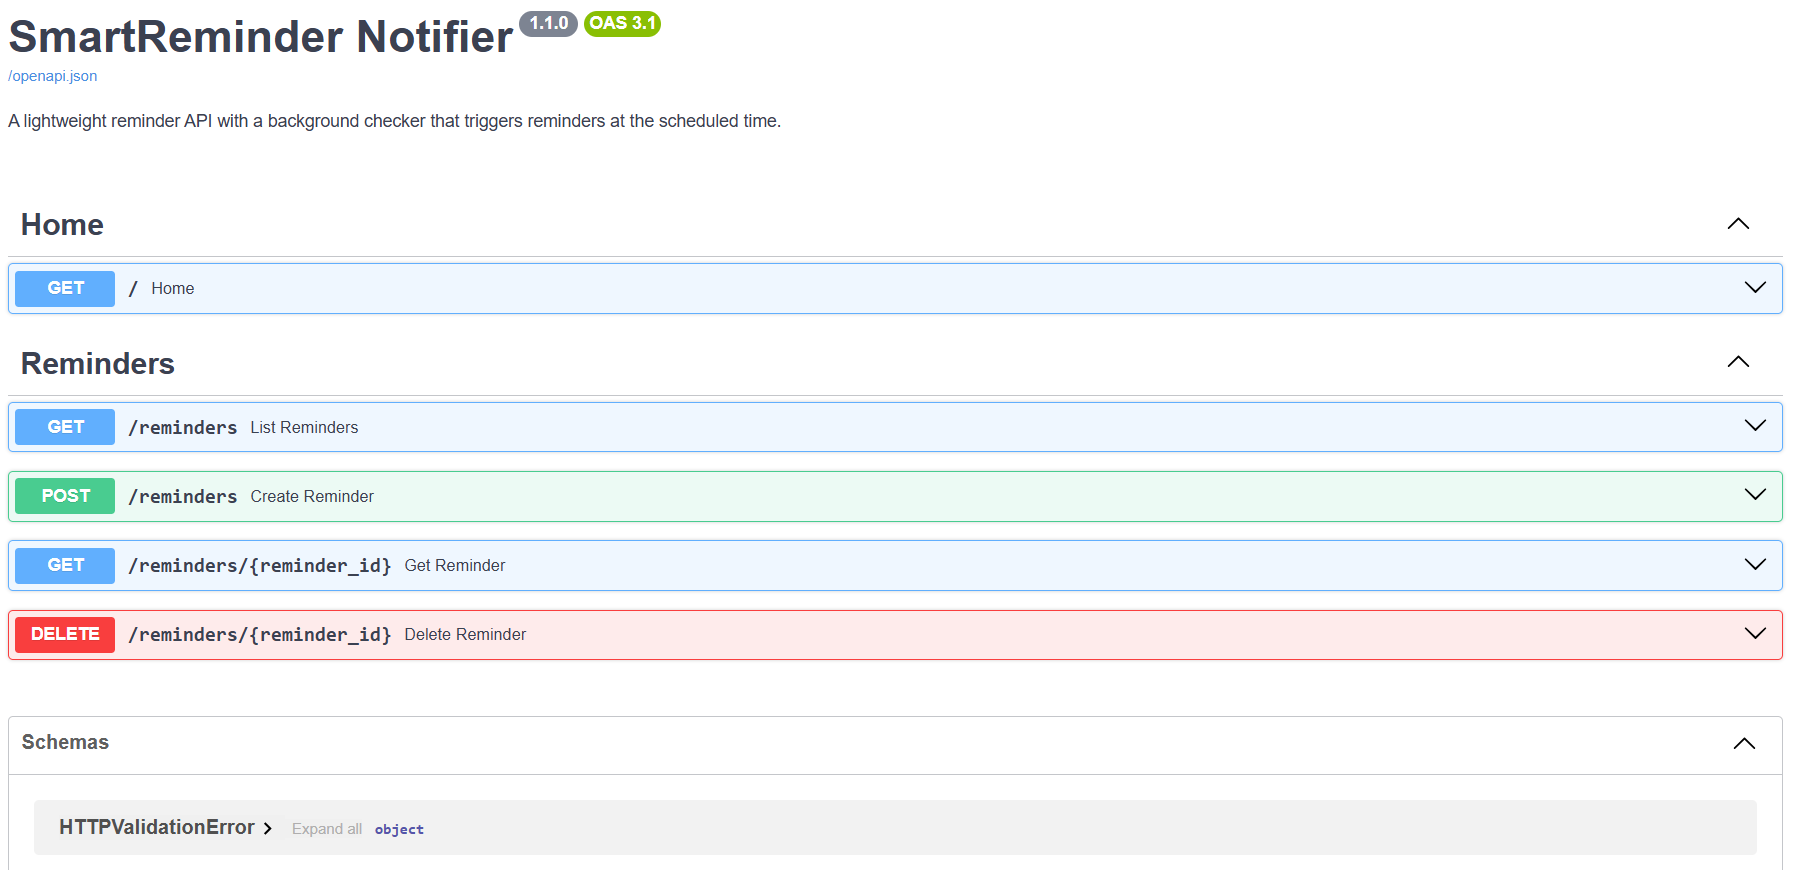 SmartReminder Notifier 1.1.0 OAS 3.1
/openapi.json
A lightweight reminder API with a background checker that triggers reminders at the scheduled time.
Home
GET / Home
Reminders
GET /reminders List Reminders
POST /reminders Create Reminder
GET /reminders/{reminder_id} Get Reminder
DELETE /reminders/{reminder_id} Delete Reminder
Schemas
HTTPValidationError Expand all object